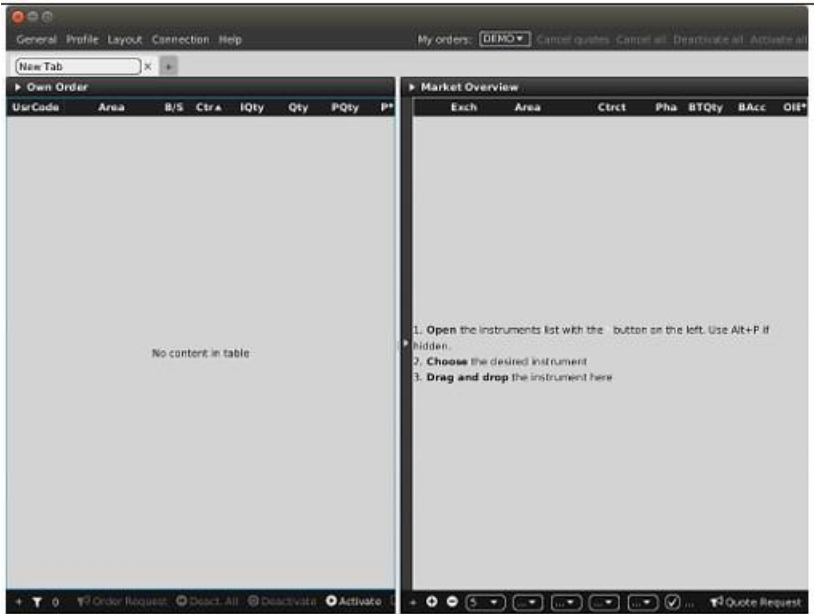 General Profile Layout Connection Help My orders: DEMO Cancel quotes Cancel all Deactivate all Activate all
New Tab × +
Own Order
UsrCode Area B/S Ctr IQty Qty PQty P*
No content in table
+ 0 Order Request Deact. All Deactivate Activate
Market Overview
Exch Area Ctrct Pha BTQty BAcc
1. Open the instruments list with the button on the left. Use Alt+P if
hidden.
2. Choose the desired instrument
3. Drag and drop the instrument here
+ 5 ... ... ... ... ... Quote Request